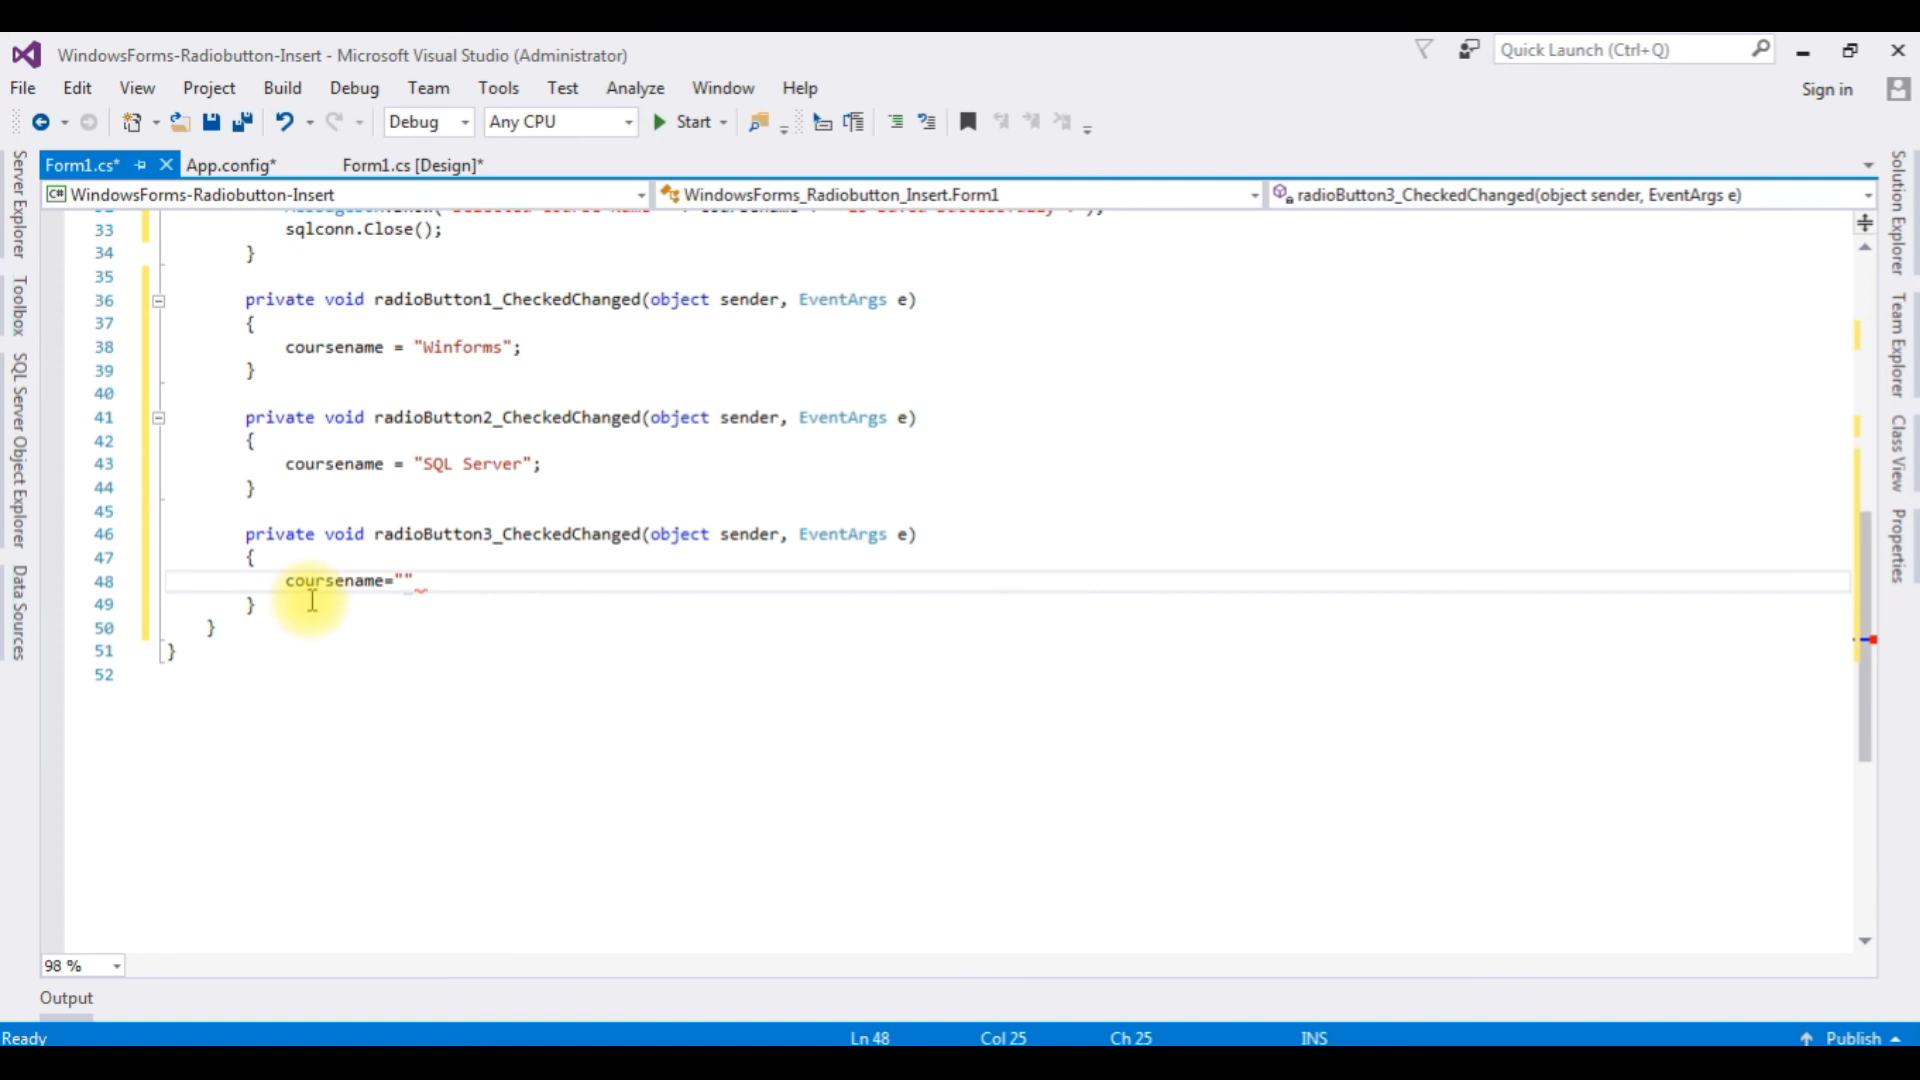 WindowsForms-Radiobutton-Insert - Microsoft Visual Studio (Administrator)
Quick Launch (Ctrl+Q)
File Edit View Project Build Debug Team Tools Test Analyze Window Help
Sign in
Debug Any CPU Start
Form1.cs* App.config* Form1.cs [Design]*
WindowsForms-Radiobutton-Insert WindowsForms_Radiobutton_Insert.Form1 radioButton3_CheckedChanged(object sender, EventArgs e)
33 sqlconn.Close();
34 }
35
36 private void radioButton1_CheckedChanged(object sender, EventArgs e)
37 {
38 coursename = "Winforms";
39 }
40
41 private void radioButton2_CheckedChanged(object sender, EventArgs e)
42 {
43 coursename = "SQL Server";
44 }
45
46 private void radioButton3_CheckedChanged(object sender, EventArgs e)
47 {
48 coursename=""
49 }
50 }
51 }
52
98 %
Output
Ready Ln 48 Col 25 Ch 25 INS Publish
Server Explorer
Toolbox
SQL Server Object Explorer
Data Sources
Solution Explorer
Team Explorer
Class View
Properties